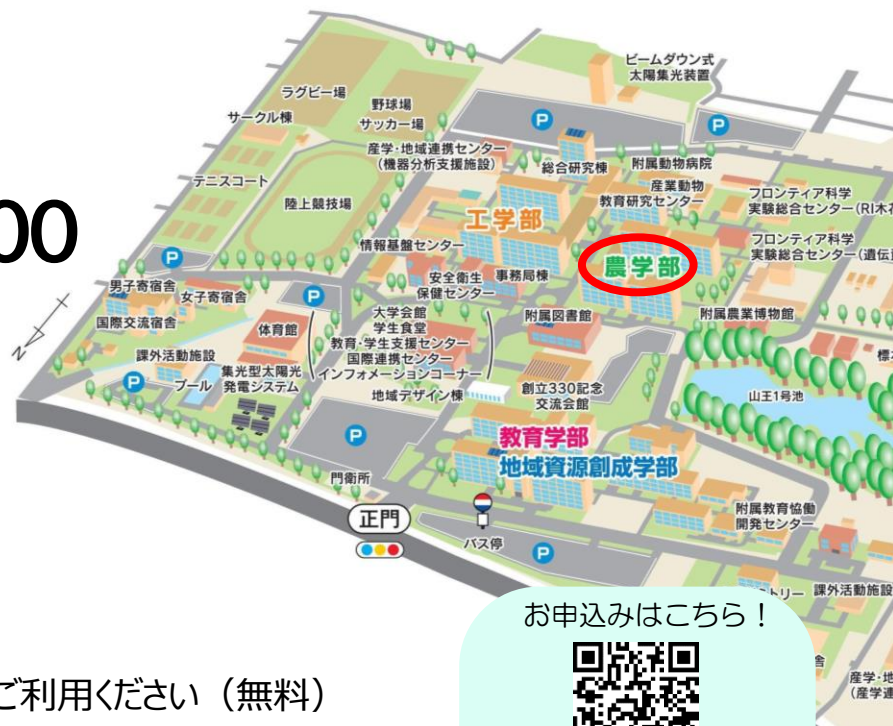 ビームダウン式
太陽集光装置
ラグビー場
野球場
サッカー場
サークル棟
P
P
産学・地域連携センター
(機器分析支援施設)
総合研究棟
附属動物病院
テニスコート
産業動物
教育研究センター
フロンティア科学
実験総合センター(RI木花
陸上競技場
00
工学部
情報基盤センター
フロンティア科学
実験総合センター(遺伝
農学部
P
安全衛生
保健センター
事務局棟
男子寄宿舎
女子寄宿舎
P
国際交流宿舎
体育館
大学会館
学生食堂
教育・学生支援センター
国際連携センター
インフォメーションコーナー
附属図書館
附属農業博物館
N
課外活動施設
集光型太陽光
発電システム
P
プール
地域デザイン棟
創立330記念
交流会館
山王1号池
標
P
教育学部
地域資源創成学部
門衛所
正門
バス停
P
附属教育協働
開発センター
トリー
課外活動施設
お申込みはこちら！
舎
産学・地
(産学連
ご利用ください（無料）